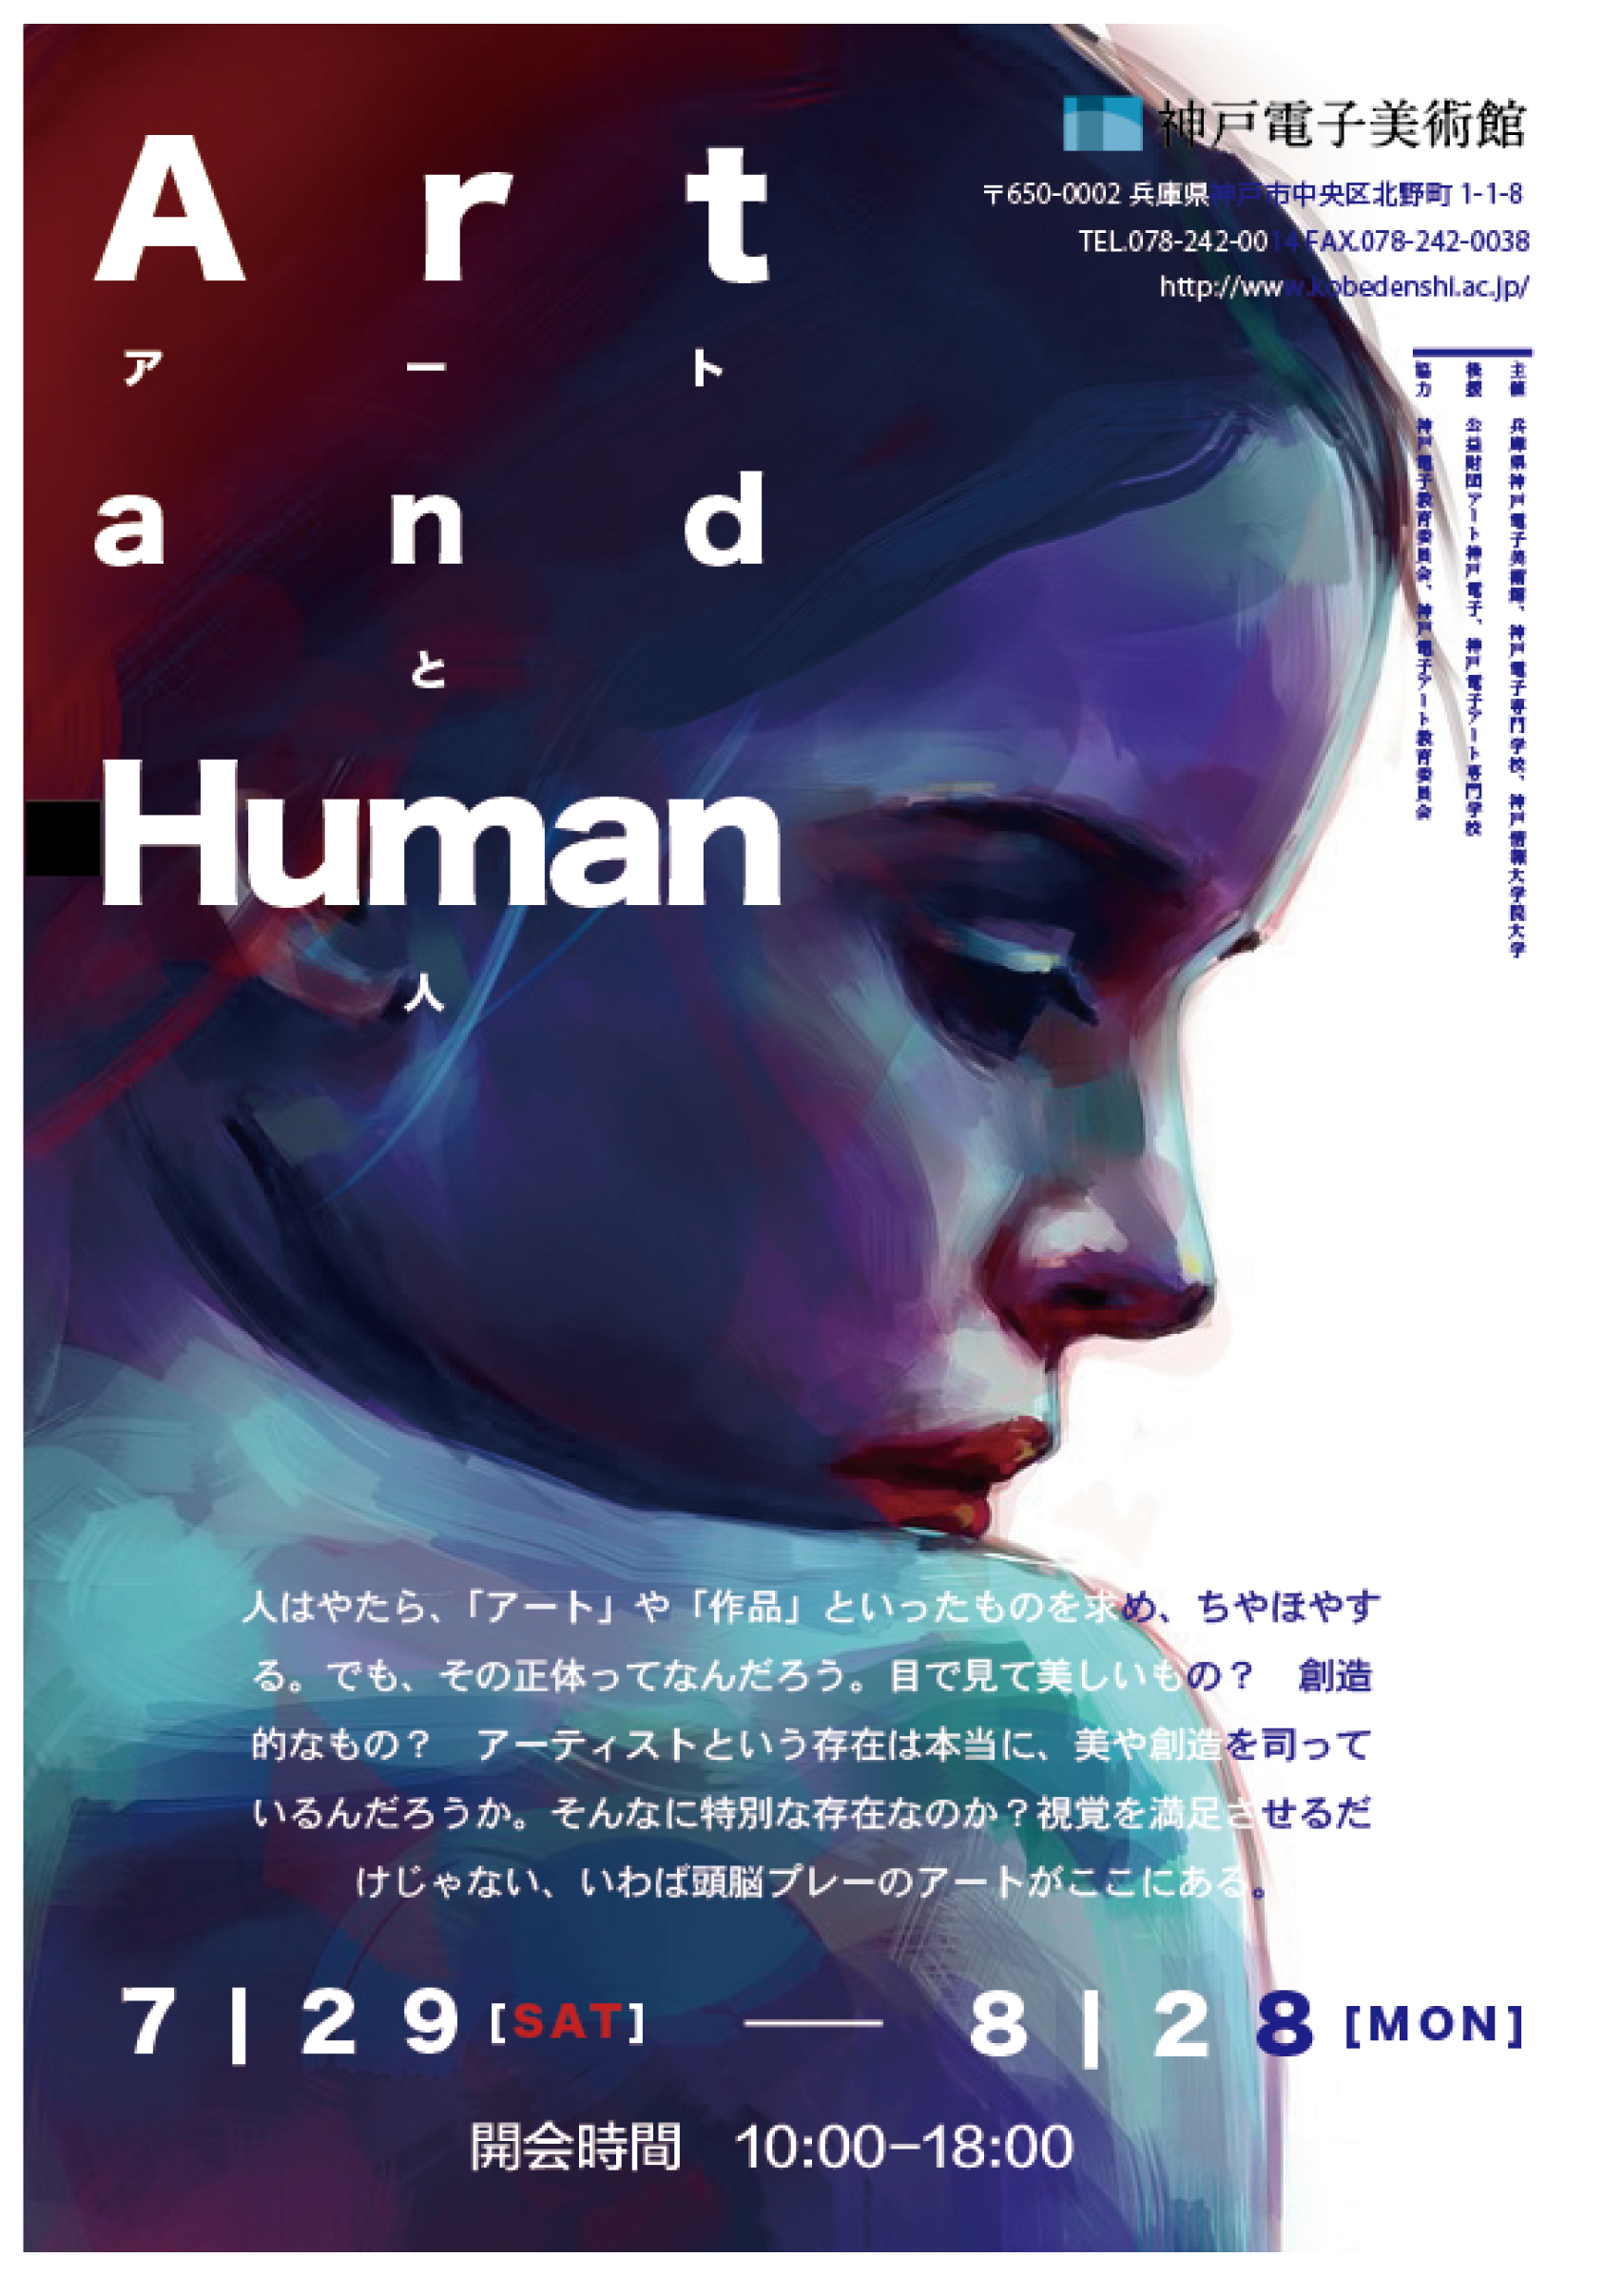 Art
アート
and
と
Human
人
神戸電子美術館
〒650-0002 兵庫県神戸市中央区北野町 1-1-8
TEL.078-242-0014 FAX.078-242-0038
http://www.kobedenshi.ac.jp/
主催 兵庫県神戸電子美術館、神戸電子専門学校、神戸情報大学院大学
後援 公益財団アート神戸電子、神戸電子アート専門学校
協力 神戸電子教育委員会、神戸電子アート教育委員会
人はやたら、「アート」や「作品」といったものを求め、ちやほやす
る。でも、その正体ってなんだろう。目で見て美しいもの？　創造
的なもの？　アーティストという存在は本当に、美や創造を司って
いるんだろうか。そんなに特別な存在なのか？視覚を満足させるだ
けじゃない、いわば頭脳プレーのアートがここにある。
7 | 29 [SAT] — 8 | 28 [MON]
開会時間　10:00−18:00